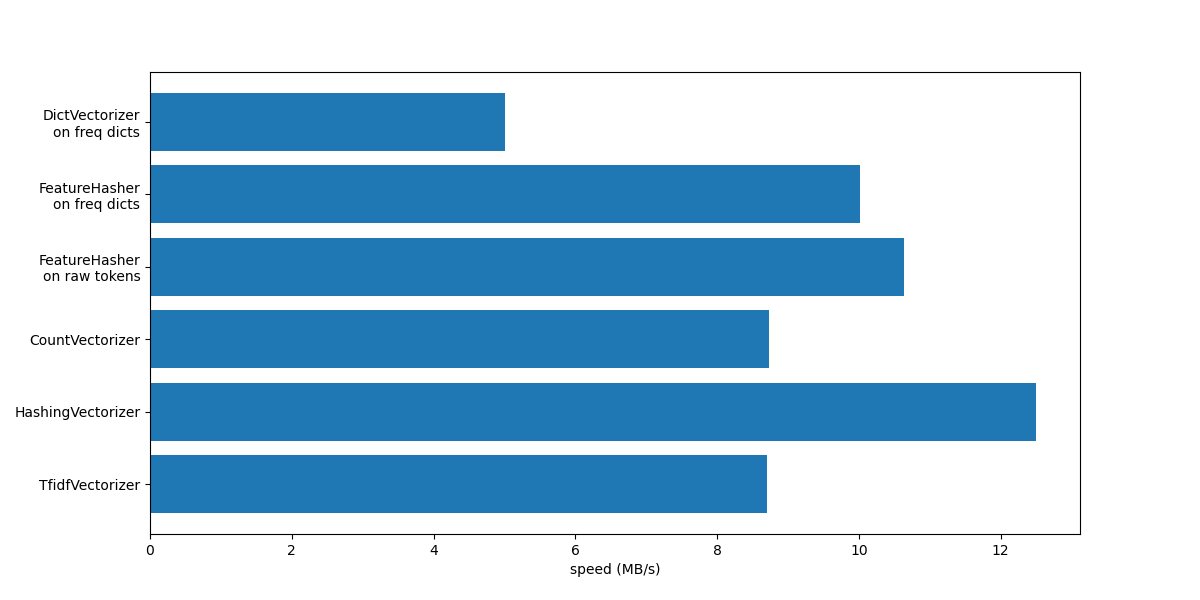 DictVectorizer
on freq dicts
FeatureHasher
on freq dicts
FeatureHasher
on raw tokens
CountVectorizer
HashingVectorizer
TfidfVectorizer
0 2 4 6 8 10 12
speed (MB/s)